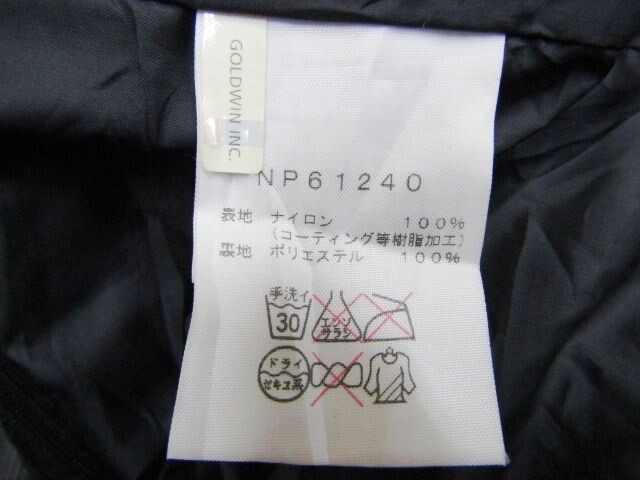 GOLDWIN INC.
NP61240
表地 ナイロン 100%
(コーティング等樹脂加工)
裏地 ポリエステル 100%
手洗イ
30
エンソ
サラシ
ドライ
セキユ系